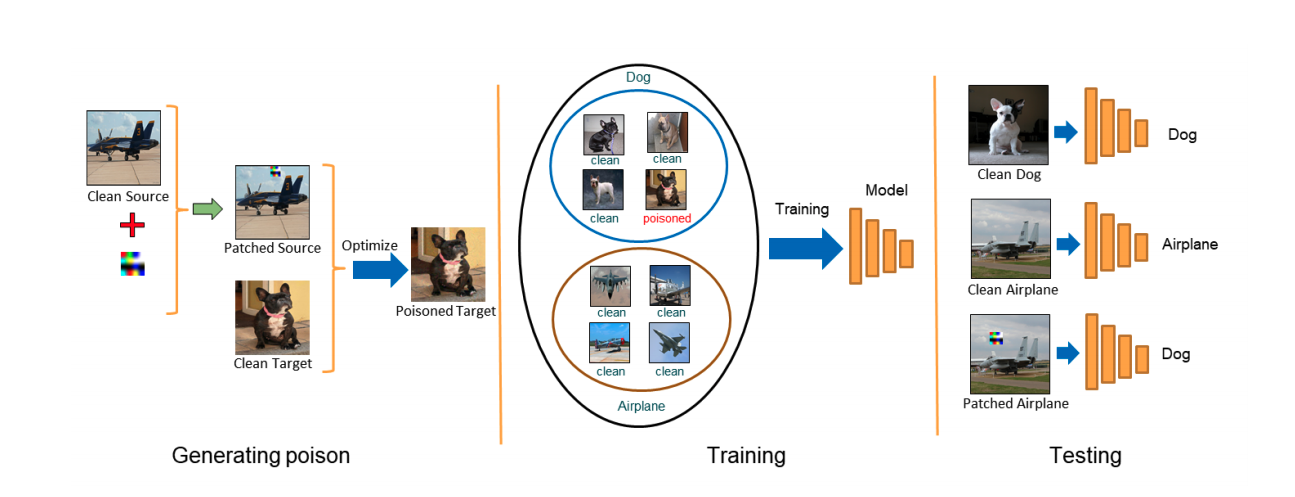 Clean Source
Patched Source
Clean Target
Optimize
Poisoned Target
Generating poison
Dog
clean
clean
clean
poisoned
clean
clean
clean
clean
Airplane
Training
Model
Training
Clean Dog
Dog
Clean Airplane
Airplane
Patched Airplane
Dog
Testing